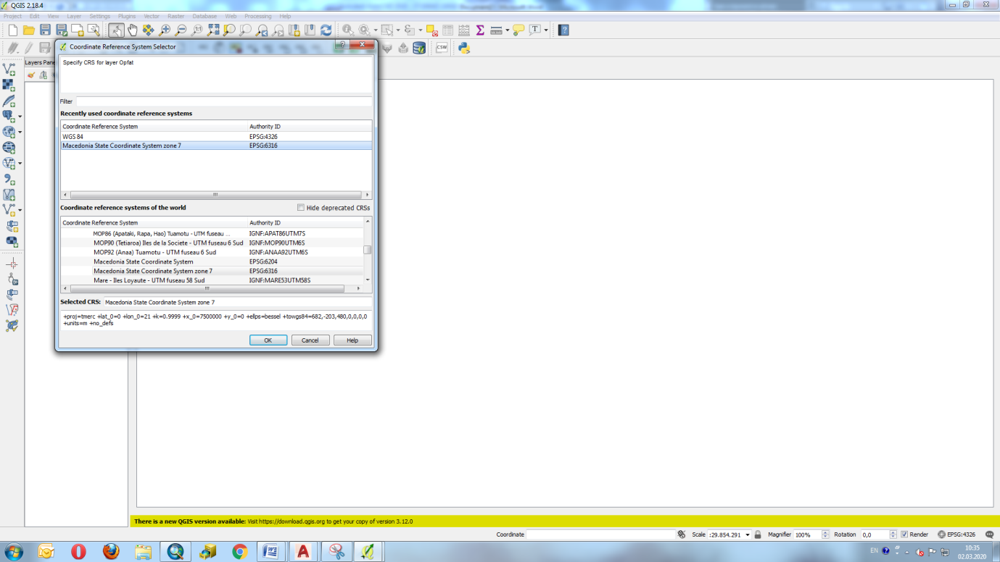 QGIS 2.18.4
Project Edit View Layer Settings Plugins Vector Raster Database Web Processing Help
CSW
Layers Pane
Coordinate Reference System Selector
Specify CRS for layer Opfat
Filter
Recently used coordinate reference systems
Coordinate Reference System Authority ID
WGS 84 EPSG:4326
Macedonia State Coordinate System zone 7 EPSG:6316
Coordinate reference systems of the world Hide deprecated CRSs
Coordinate Reference System Authority ID
MOP86 (Apataki, Rapa, Hao) Tuamotu - UTM fuseau ... IGNF:APAT86UTM7S
MOP90 (Tetiaroa) Iles de la Societe - UTM fuseau 6 Sud IGNF:MOP90UTM6S
MOP92 (Anaa) Tuamotu - UTM fuseau 6 Sud IGNF:ANAA92UTM6S
Macedonia State Coordinate System EPSG:6204
Macedonia State Coordinate System zone 7 EPSG:6316
Mare - Iles Loyaute - UTM fuseau 58 Sud IGNF:MARE53UTM58S
Selected CRS: Macedonia State Coordinate System zone 7
+proj=tmerc +lat_0=0 +lon_0=21 +k=0.9999 +x_0=7500000 +y_0=0 +ellps=bessel +towgs84=682,-203,480,0,0,0,0
+units=m +no_defs
OK Cancel Help
There is a new QGIS version available: Visit https://download.qgis.org to get your copy of version 3.12.0
Coordinate Scale :29.854.291 Magnifier 100% Rotation 0,0 Render EPSG:4326
EN 10:35
02.03.2020